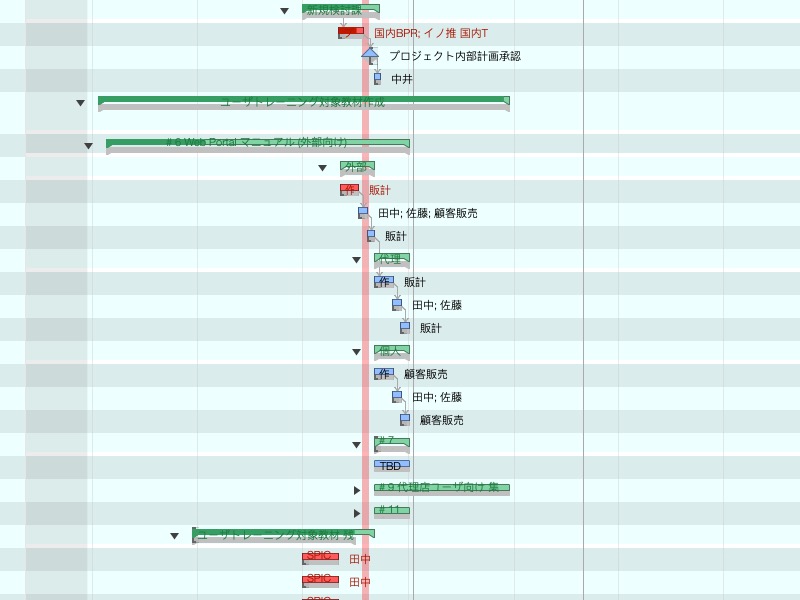 新規検討課
国内BPR; イノ推 国内T
プロジェクト内部計画承認
中井
ユーザトレーニング対象教材作成
# 6 Web Portal マニュアル (外部向け)
外部
作 販計
田中; 佐藤; 顧客販売
販計
代理
作 販計
田中; 佐藤
販計
個人
作 顧客販売
田中; 佐藤
顧客販売
# 7
TBD
# 9 代理店ユーザ向け 集
# 11
ユーザトレーニング対象教材 残
SPIC 田中
SPIC 田中